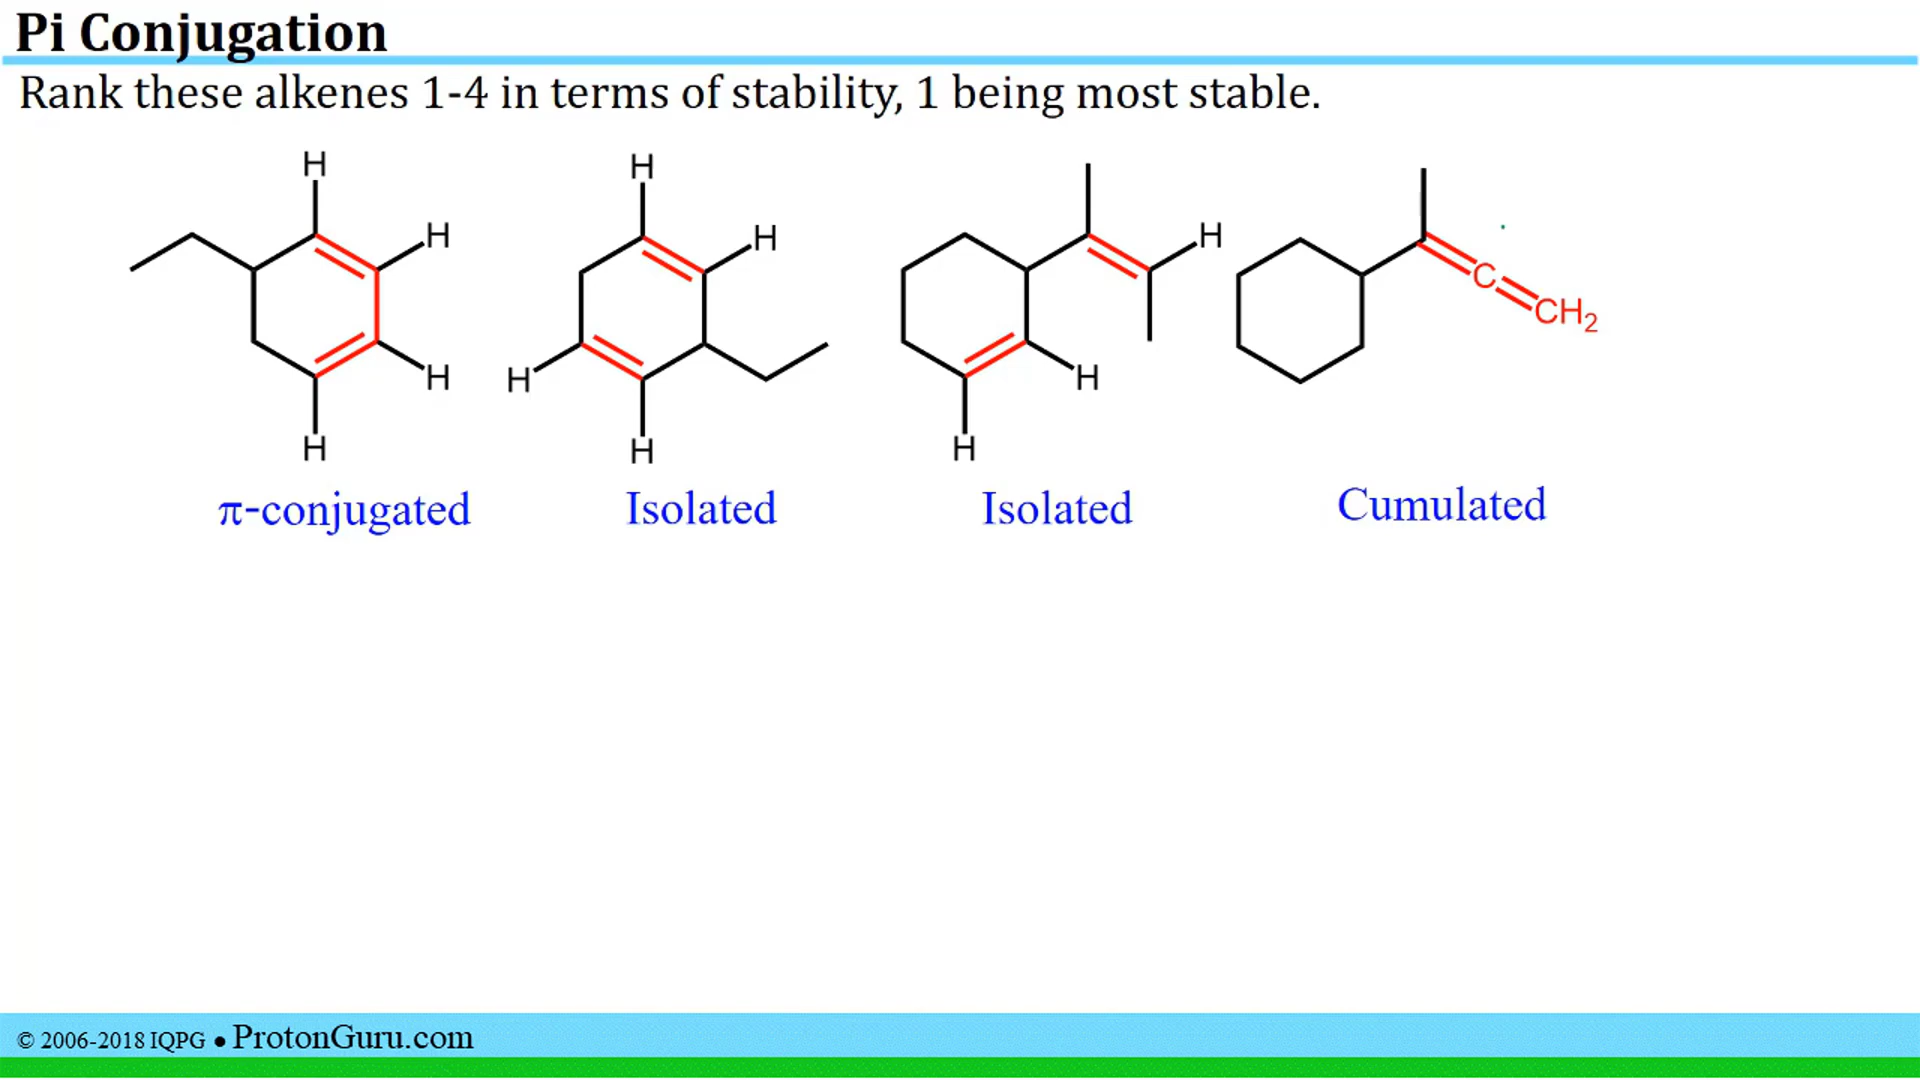 Pi Conjugation
Rank these alkenes 1-4 in terms of stability, 1 being most stable.
H H H H
H H H H
H H H
C CH₂
π-conjugated Isolated Isolated Cumulated
© 2006-2018 IQPG ● ProtonGuru.com